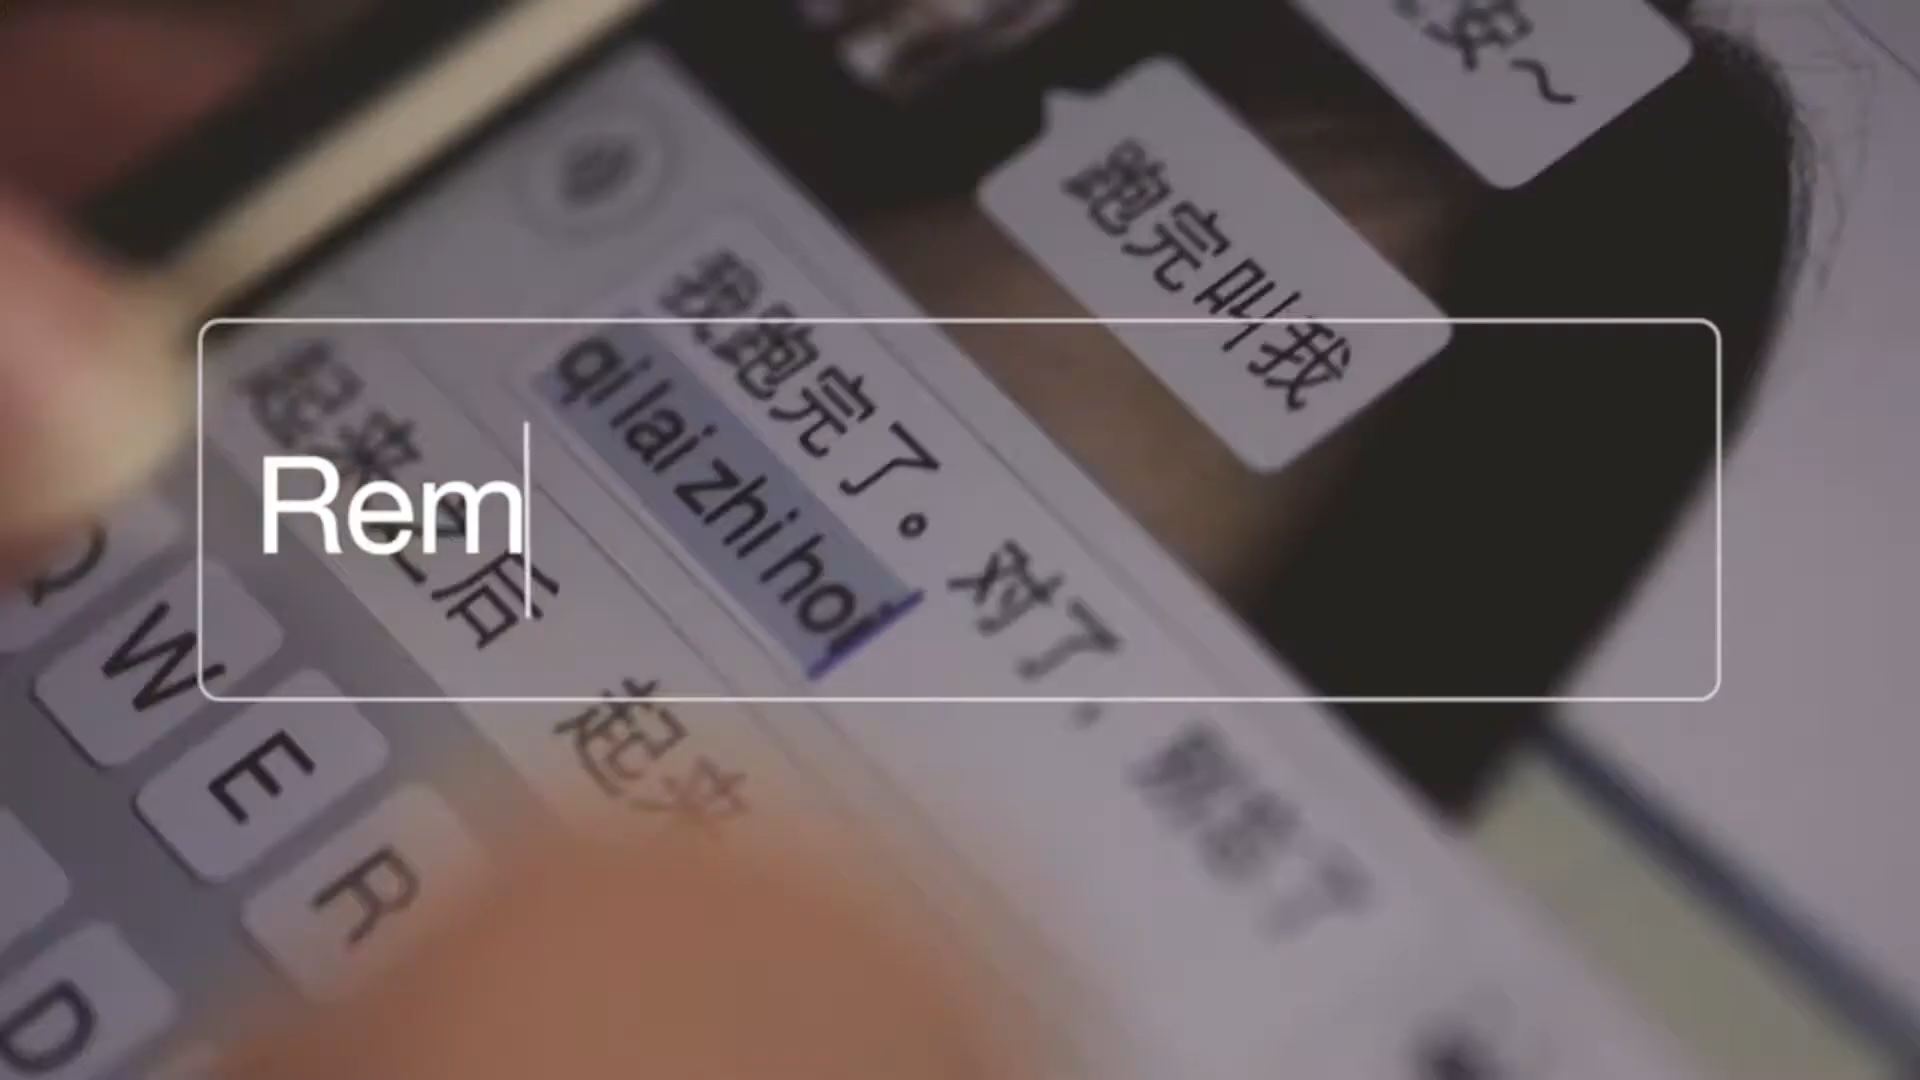 安~
跑完叫我
我跑完了。对了,
qi lai zhi hou
起来之后 起来
Rem
Q
W
E
R
D